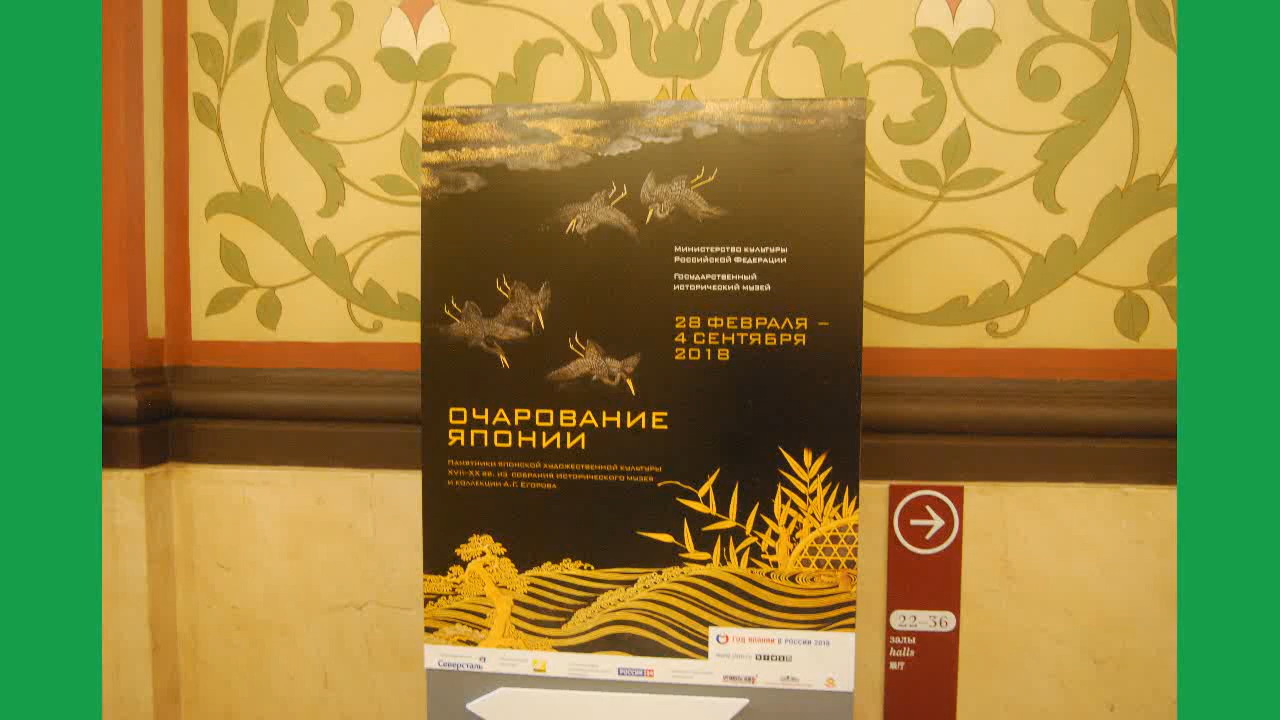 Министерство культуры
Российской Федерации
Государственный
исторический музей
28 ФЕВРАЛЯ –
4 СЕНТЯБРЯ
2018
ОЧАРОВАНИЕ
ЯПОНИИ
Памятники японской художественной культуры
XVII–XX вв. из собрания Исторического музея
и коллекции А.Г. Егорова
ГОД ЯПОНИИ В РОССИИ 2018
Северсталь
РОССИЯ 24
22–36
залы
halls
展厅